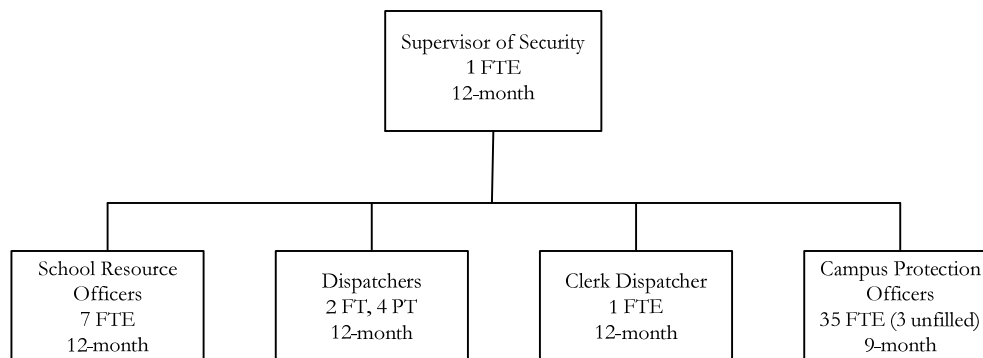 Supervisor of Security
1 FTE
12-month
School Resource
Officers
7 FTE
12-month
Dispatchers
2 FT, 4 PT
12-month
Clerk Dispatcher
1 FTE
12-month
Campus Protection
Officers
35 FTE (3 unfilled)
9-month